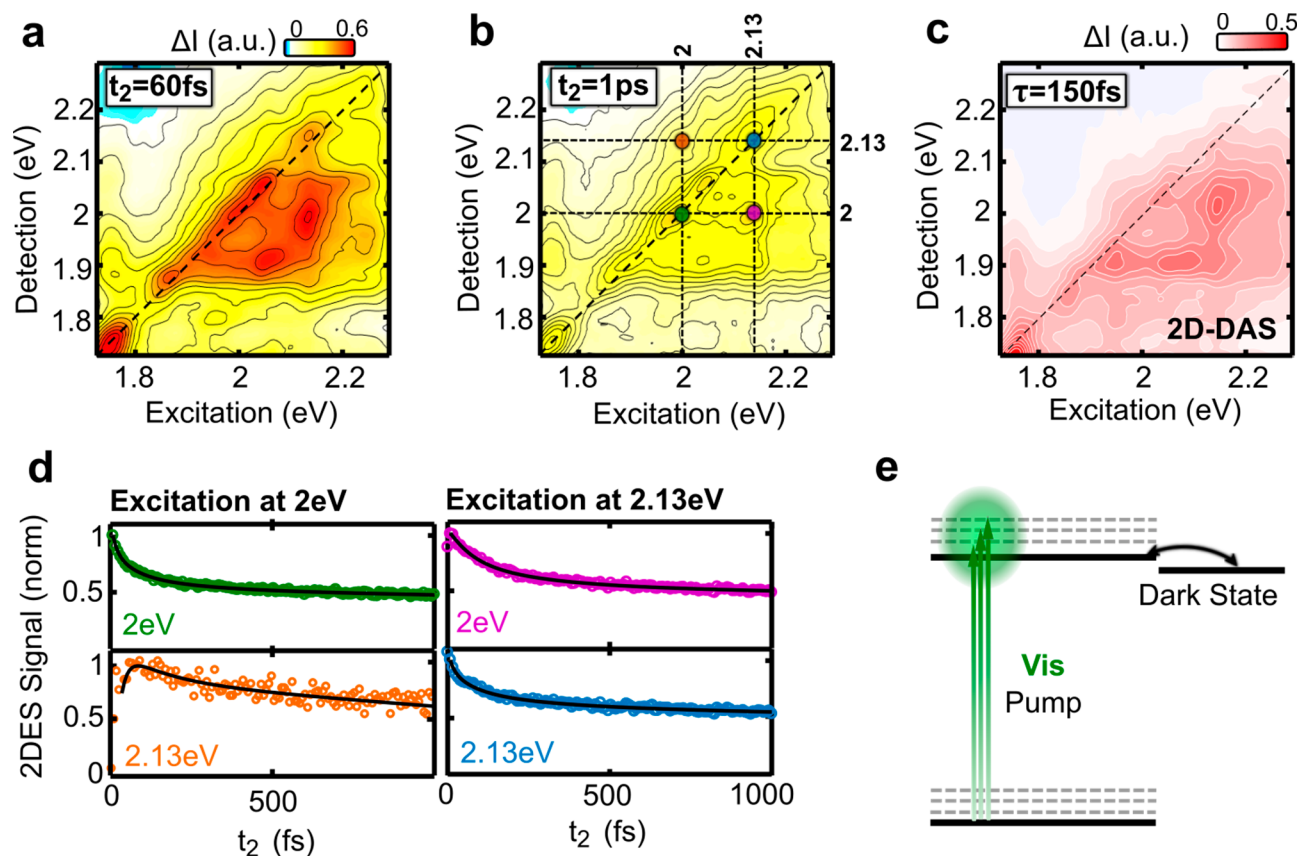 a
ΔI (a.u.)
0
0.6
t2=60fs
Detection (eV)
2.2
2.1
2
1.9
1.8
1.8
2
2.2
Excitation (eV)
b
2
2.13
t2=1ps
2.13
2
Detection (eV)
2.2
2.1
2
1.9
1.8
1.8
2
2.2
Excitation (eV)
c
ΔI (a.u.)
0
0.5
τ=150fs
2D-DAS
Detection (eV)
2.2
2.1
2
1.9
1.8
1.8
2
2.2
Excitation (eV)
d
Excitation at 2eV
Excitation at 2.13eV
2DES Signal (norm)
1
0.5
2eV
2eV
1
0.5
0
2.13eV
2.13eV
0
500
0
500
1000
t2 (fs)
t2 (fs)
e
Dark State
Vis
Pump